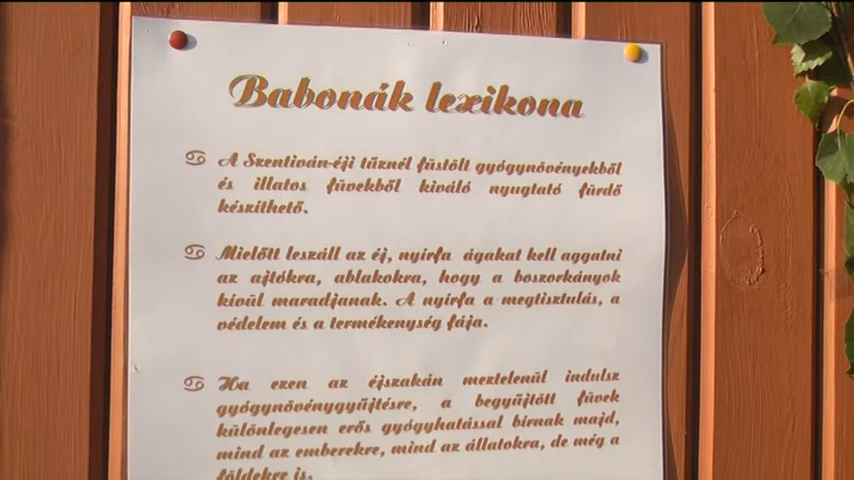 Babonák lexikona
♋ A Szentiván-éji tűznél füstölt gyógynövényekből
és illatos füvekből kiváló nyugtató fürdő
készíthető.
♋ Mielőtt leszáll az éj, nyírfa ágakat kell aggatni
az ajtókra, ablakokra, hogy a boszorkányok
kívül maradjanak. A nyírfa a megtisztulás, a
védelem és a termékenység fája.
♋ Ha ezen az éjszakán meztelenül indulsz
gyógynövénygyűjtésre, a begyűjtött füvek
különlegesen erős gyógyhatással bírnak majd,
mind az emberekre, mind az állatokra, de még a
földekre is.